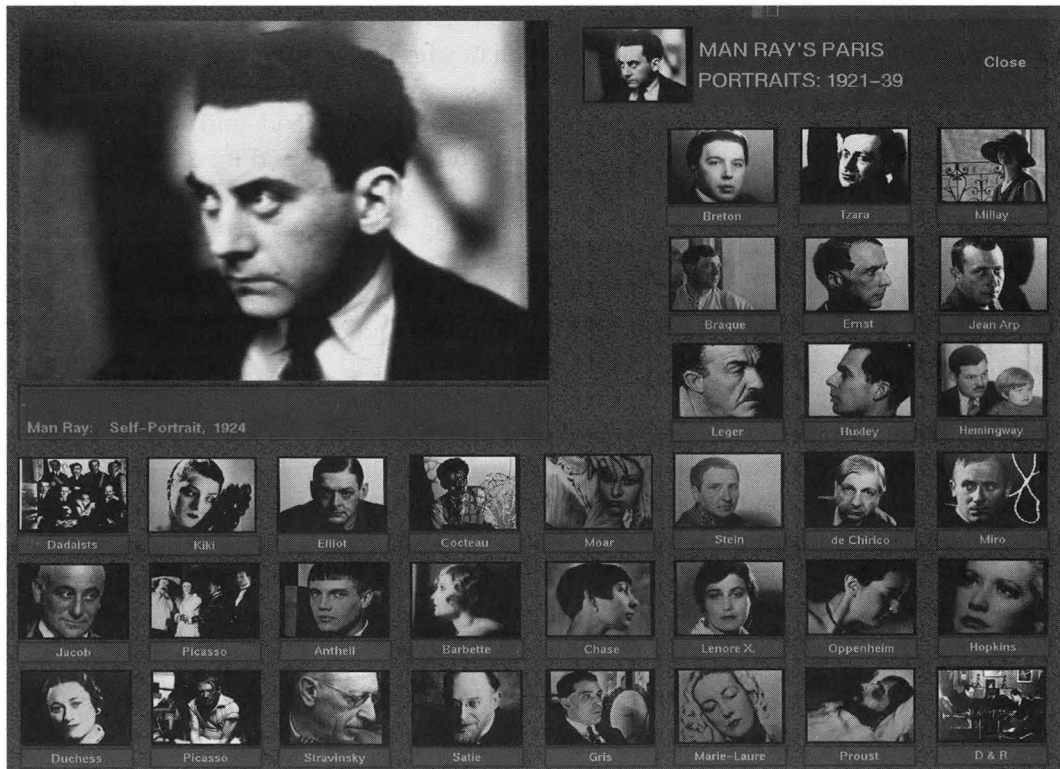 MAN RAY'S PARIS
PORTRAITS: 1921–39
Close
Breton Tzara Millay
Braque Ernst Jean Arp
Leger Huxley Hemingway
Man Ray: Self–Portrait, 1924
Dadaists Kiki Elliot Cocteau Moar Stein de Chirico Miro
Jacob Picasso Antheil Barbette Chase Lenore X. Oppenheim Hopkins
Duchess Picasso Stravinsky Satie Gris Marie–Laure Proust D & R